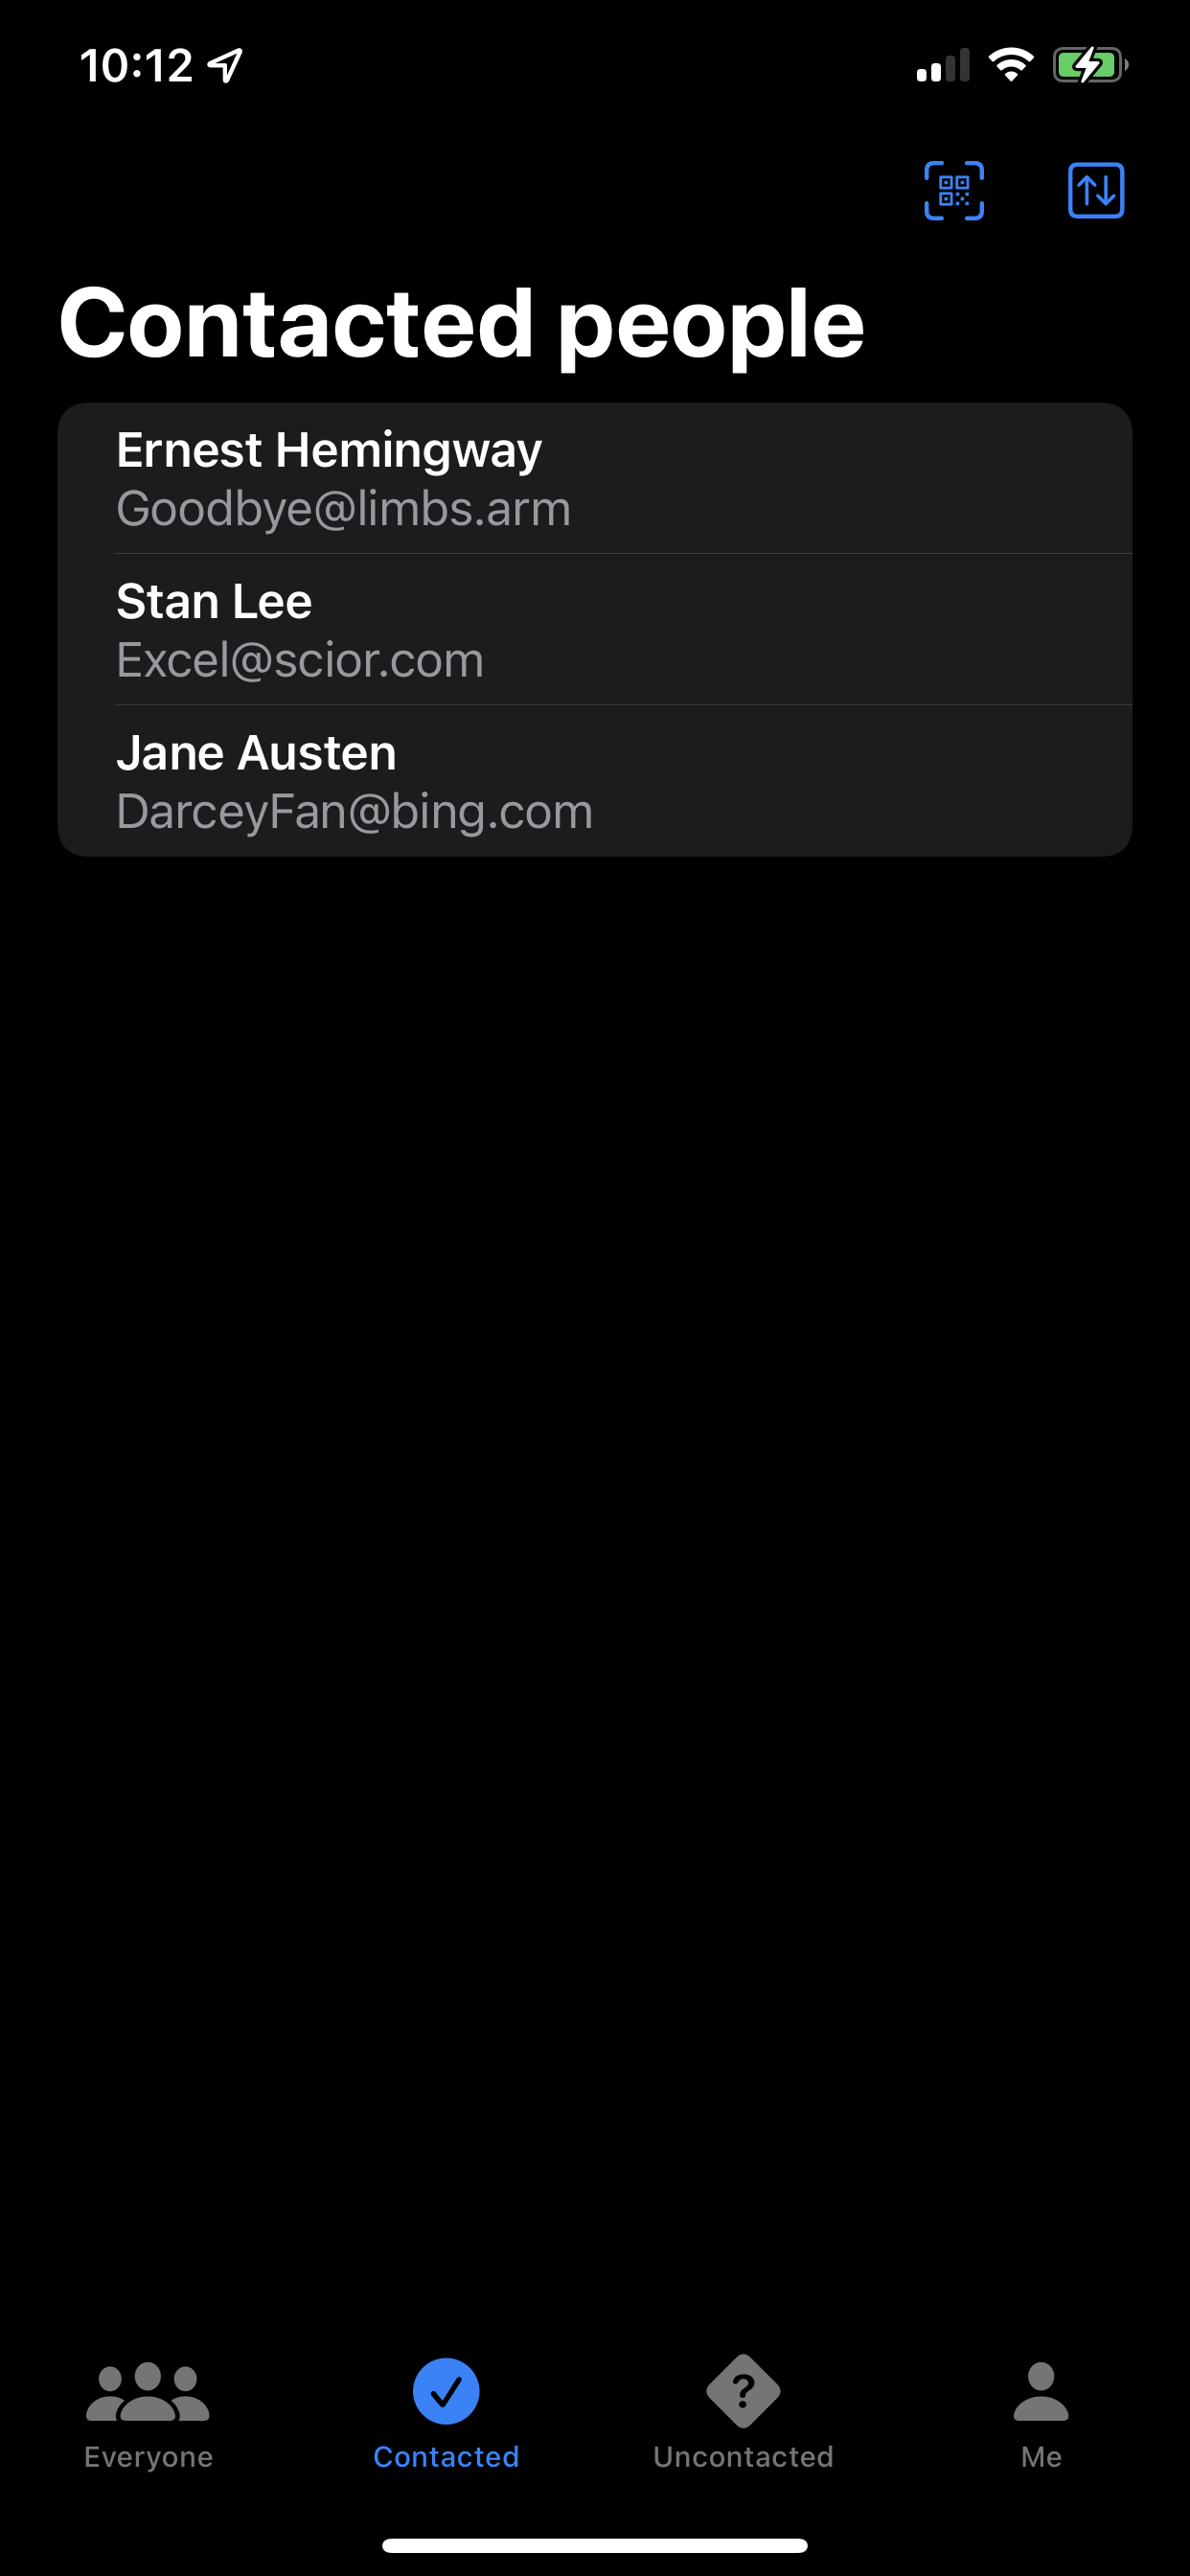 10:12
Contacted people
Ernest Hemingway
Goodbye@limbs.arm
Stan Lee
Excel@scior.com
Jane Austen
DarceyFan@bing.com
Everyone Contacted Uncontacted Me